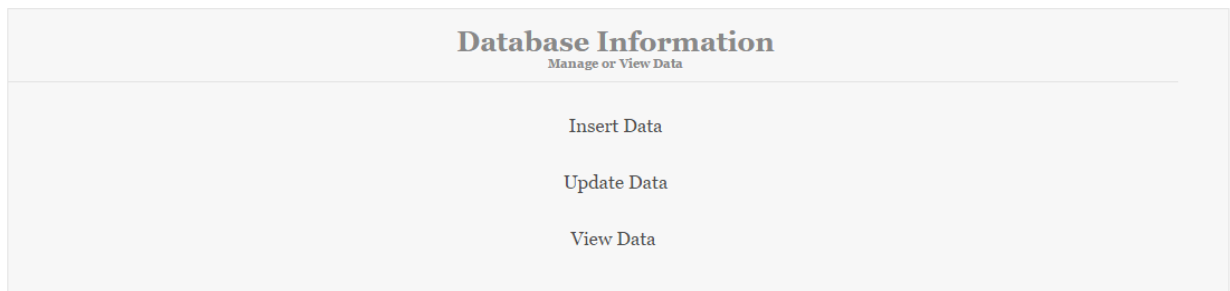 Database Information
Manage or View Data
Insert Data
Update Data
View Data